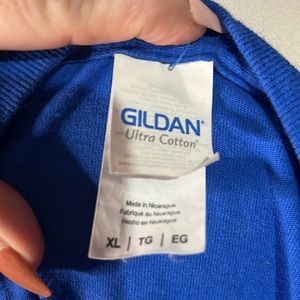 GILDAN®
Ultra Cotton®
Made in Nicaragua
Fabriqué au Nicaragua
Hecho en Nicaragua
XL / TG / EG